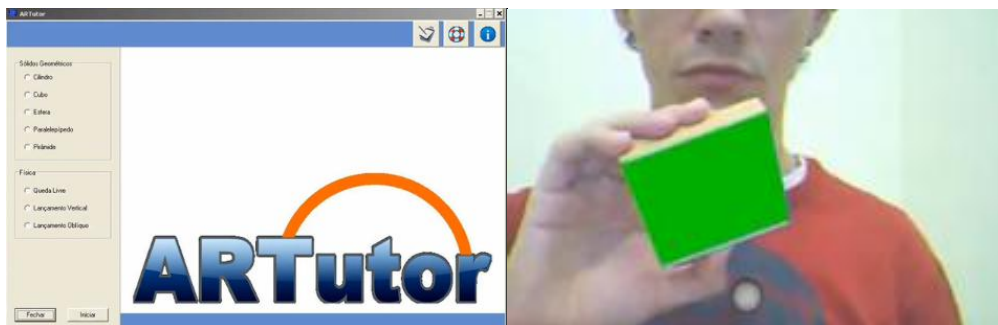 ARTutor
Sólidos Geométricos
Cilindro
Cubo
Esfera
Paralelepípedo
Pirâmide
Física
Queda Livre
Lançamento Vertical
Lançamento Oblíquo
Fechar
Iniciar
ARTutor